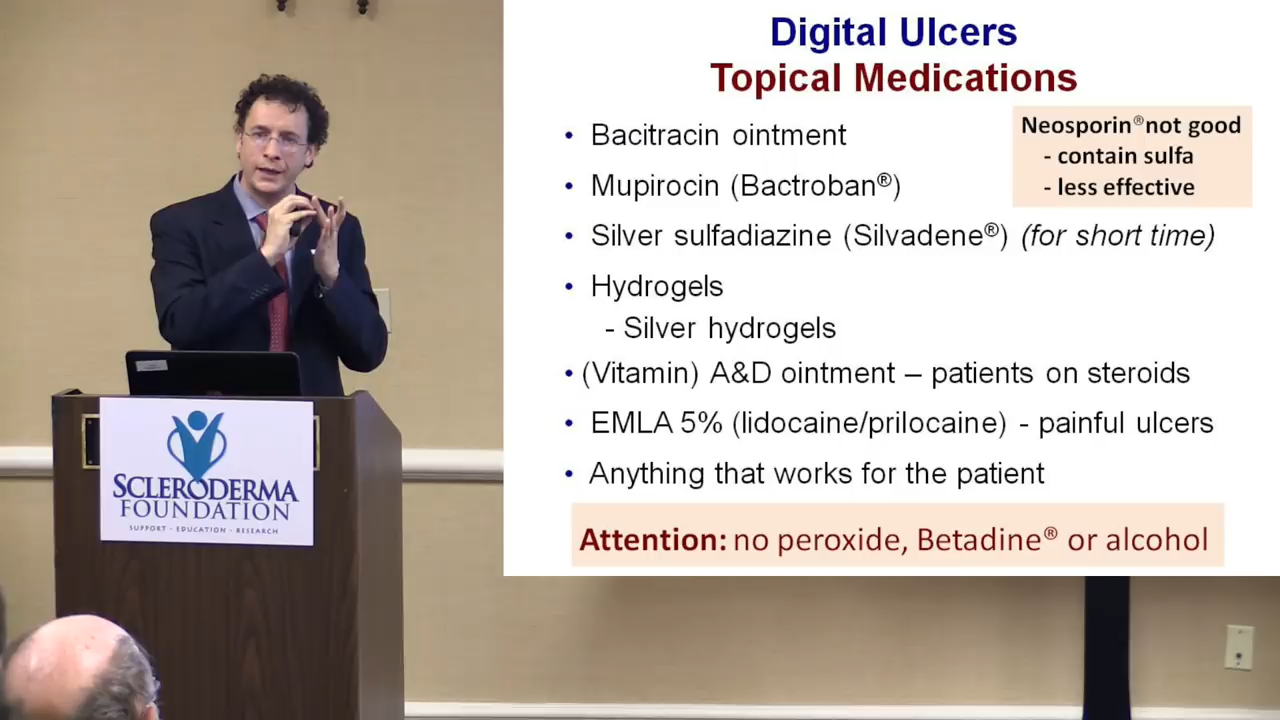 Digital Ulcers
Topical Medications
• Bacitracin ointment
• Mupirocin (Bactroban®)
• Silver sulfadiazine (Silvadene®) (for short time)
• Hydrogels
- Silver hydrogels
• (Vitamin) A&D ointment – patients on steroids
• EMLA 5% (lidocaine/prilocaine) - painful ulcers
• Anything that works for the patient
Neosporin® not good
- contain sulfa
- less effective
Attention: no peroxide, Betadine® or alcohol
SCLERODERMA
FOUNDATION
SUPPORT - EDUCATION - RESEARCH